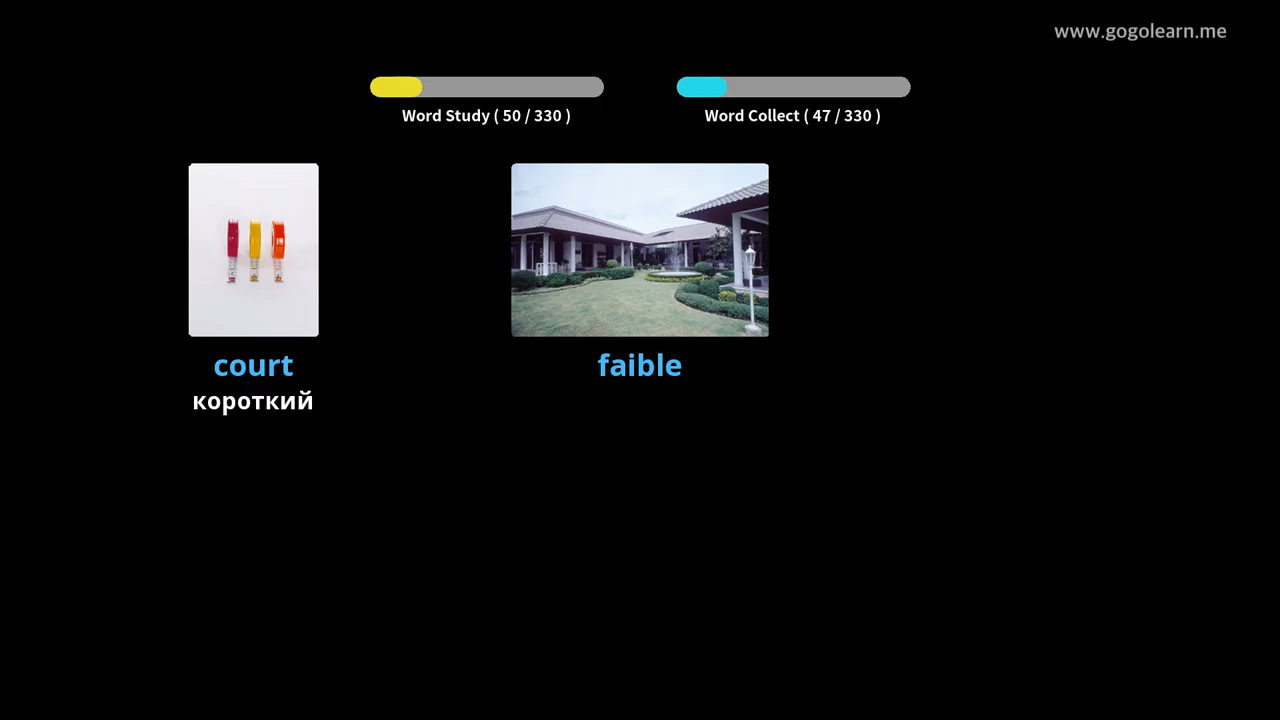 www.gogolearn.me
Word Study ( 50 / 330 )
Word Collect ( 47 / 330 )
court
короткий
faible